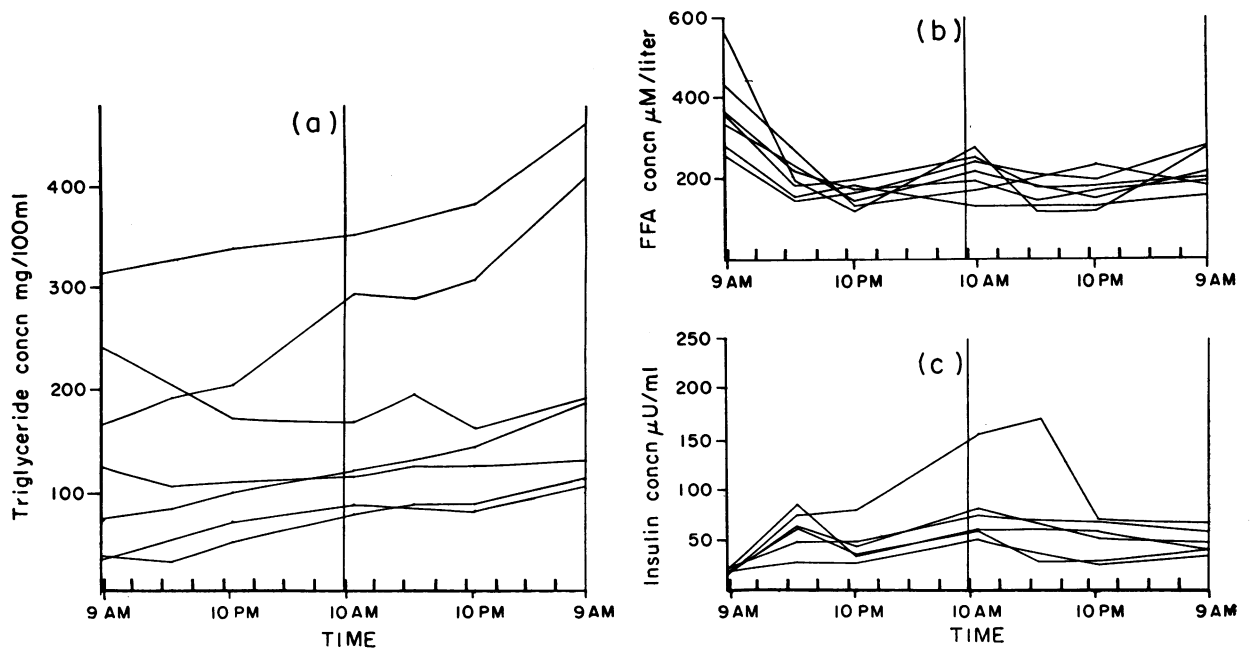 (a)
Triglyceride concn mg/100ml
400
300
200
100
9 AM
10 PM
10 AM
10 PM
9 AM
TIME
(b)
FFA concn μM/liter
600
400
200
9 AM
10 PM
10 AM
10 PM
9 AM
(c)
Insulin concn μU/ml
250
200
150
100
50
9 AM
10 PM
10 AM
10 PM
9 AM
TIME